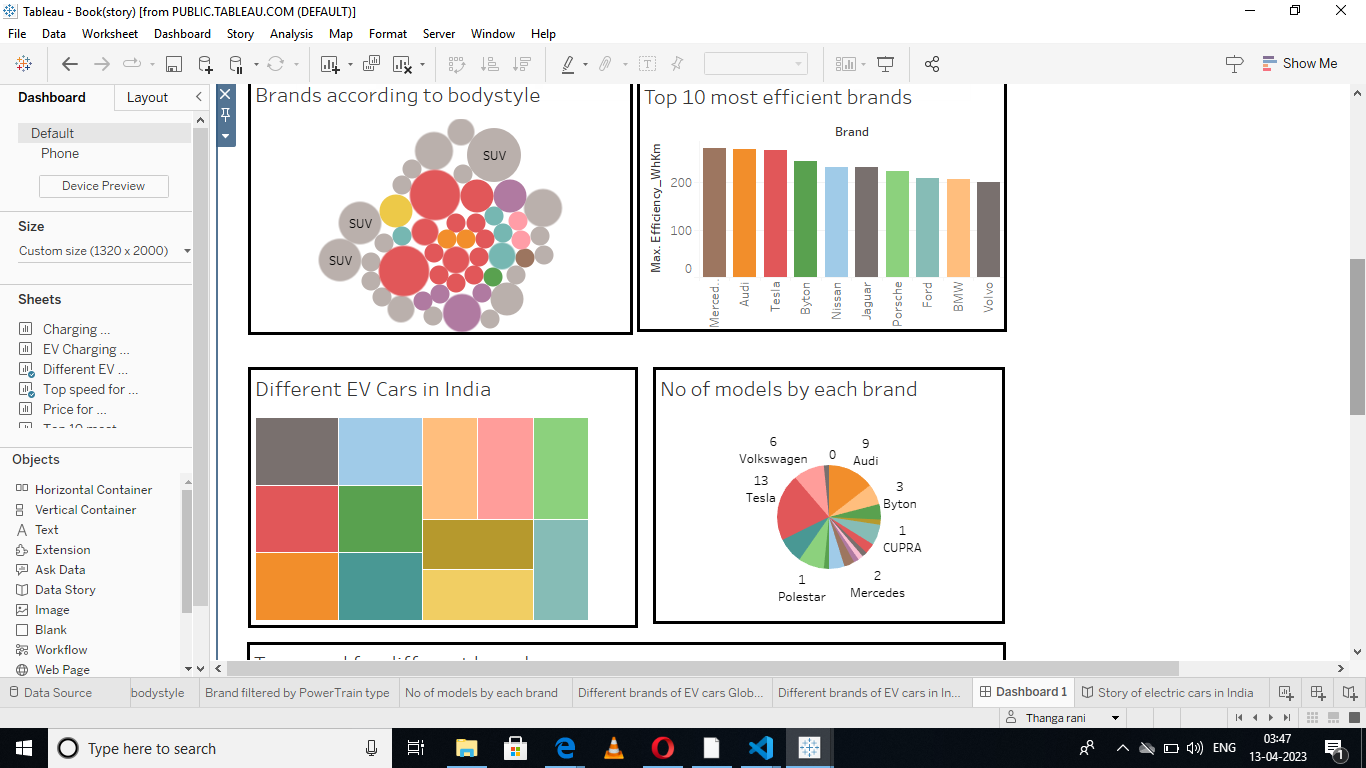 Tableau - Book(story) [from PUBLIC.TABLEAU.COM (DEFAULT)]
File Data Worksheet Dashboard Story Analysis Map Format Server Window Help
Show Me
Dashboard Layout
Default
Phone
Device Preview
Size
Custom size (1320 x 2000)
Sheets
Charging ...
EV Charging ...
Different EV ...
Top speed for ...
Price for ...
Objects
Horizontal Container
Vertical Container
Text
Extension
Ask Data
Data Story
Image
Blank
Workflow
Web Page
Brands according to bodystyle
SUV
SUV
SUV
Top 10 most efficient brands
Brand
Max. Efficiency_WhKm
200
100
0
Merced..
Audi
Tesla
Byton
Nissan
Jaguar
Porsche
Ford
BMW
Volvo
Different EV Cars in India
No of models by each brand
6
Volkswagen
0
9
Audi
13
Tesla
3
Byton
1
CUPRA
2
Mercedes
1
Polestar
Data Source bodystyle Brand filtered by PowerTrain type No of models by each brand Different brands of EV cars Glob... Different brands of EV cars in In... Dashboard 1 Story of electric cars in India
Thanga rani
Type here to search
ENG
03:47
13-04-2023
1